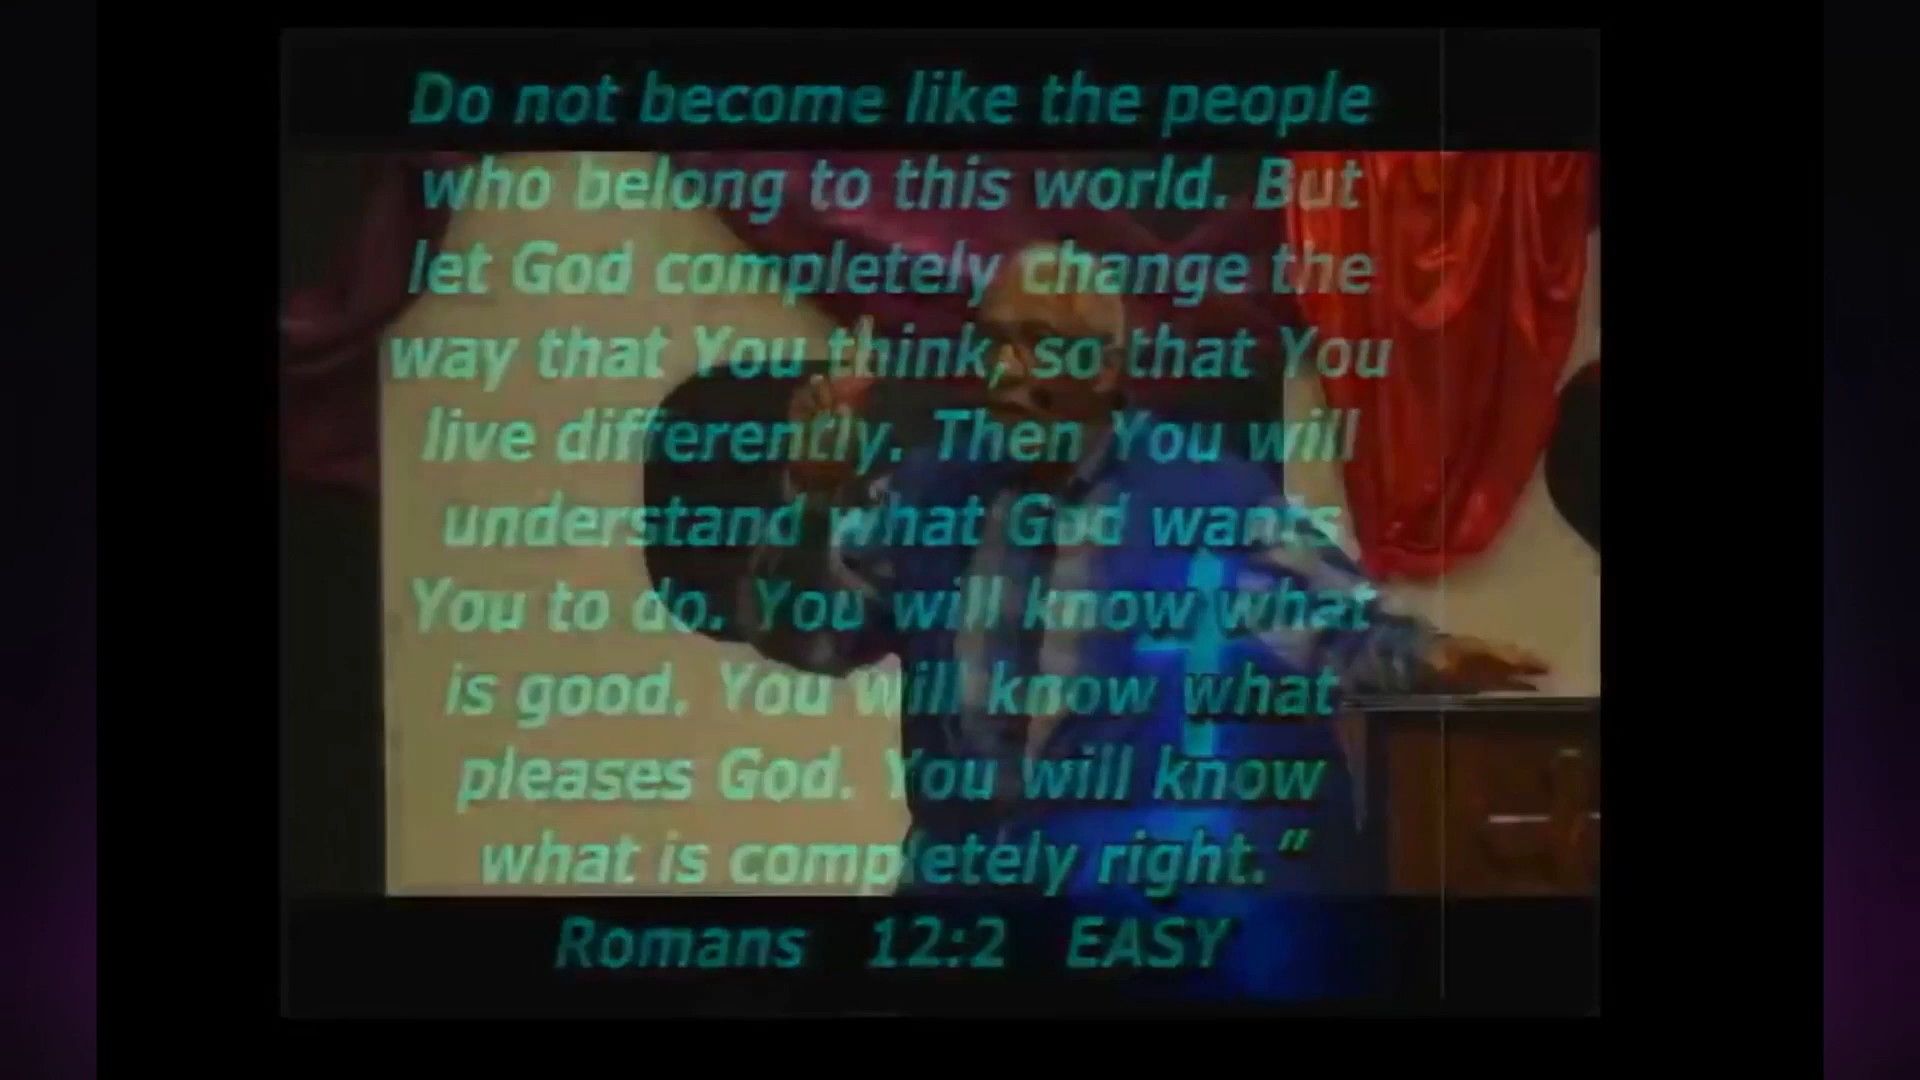 Do not become like the people
who belong to this world. But
let God completely change the
way that You think, so that You
live differently. Then You will
understand what God wants
You to do. You will know what
is good. You will know what
pleases God. You will know
what is completely right.”
Romans 12:2 EASY